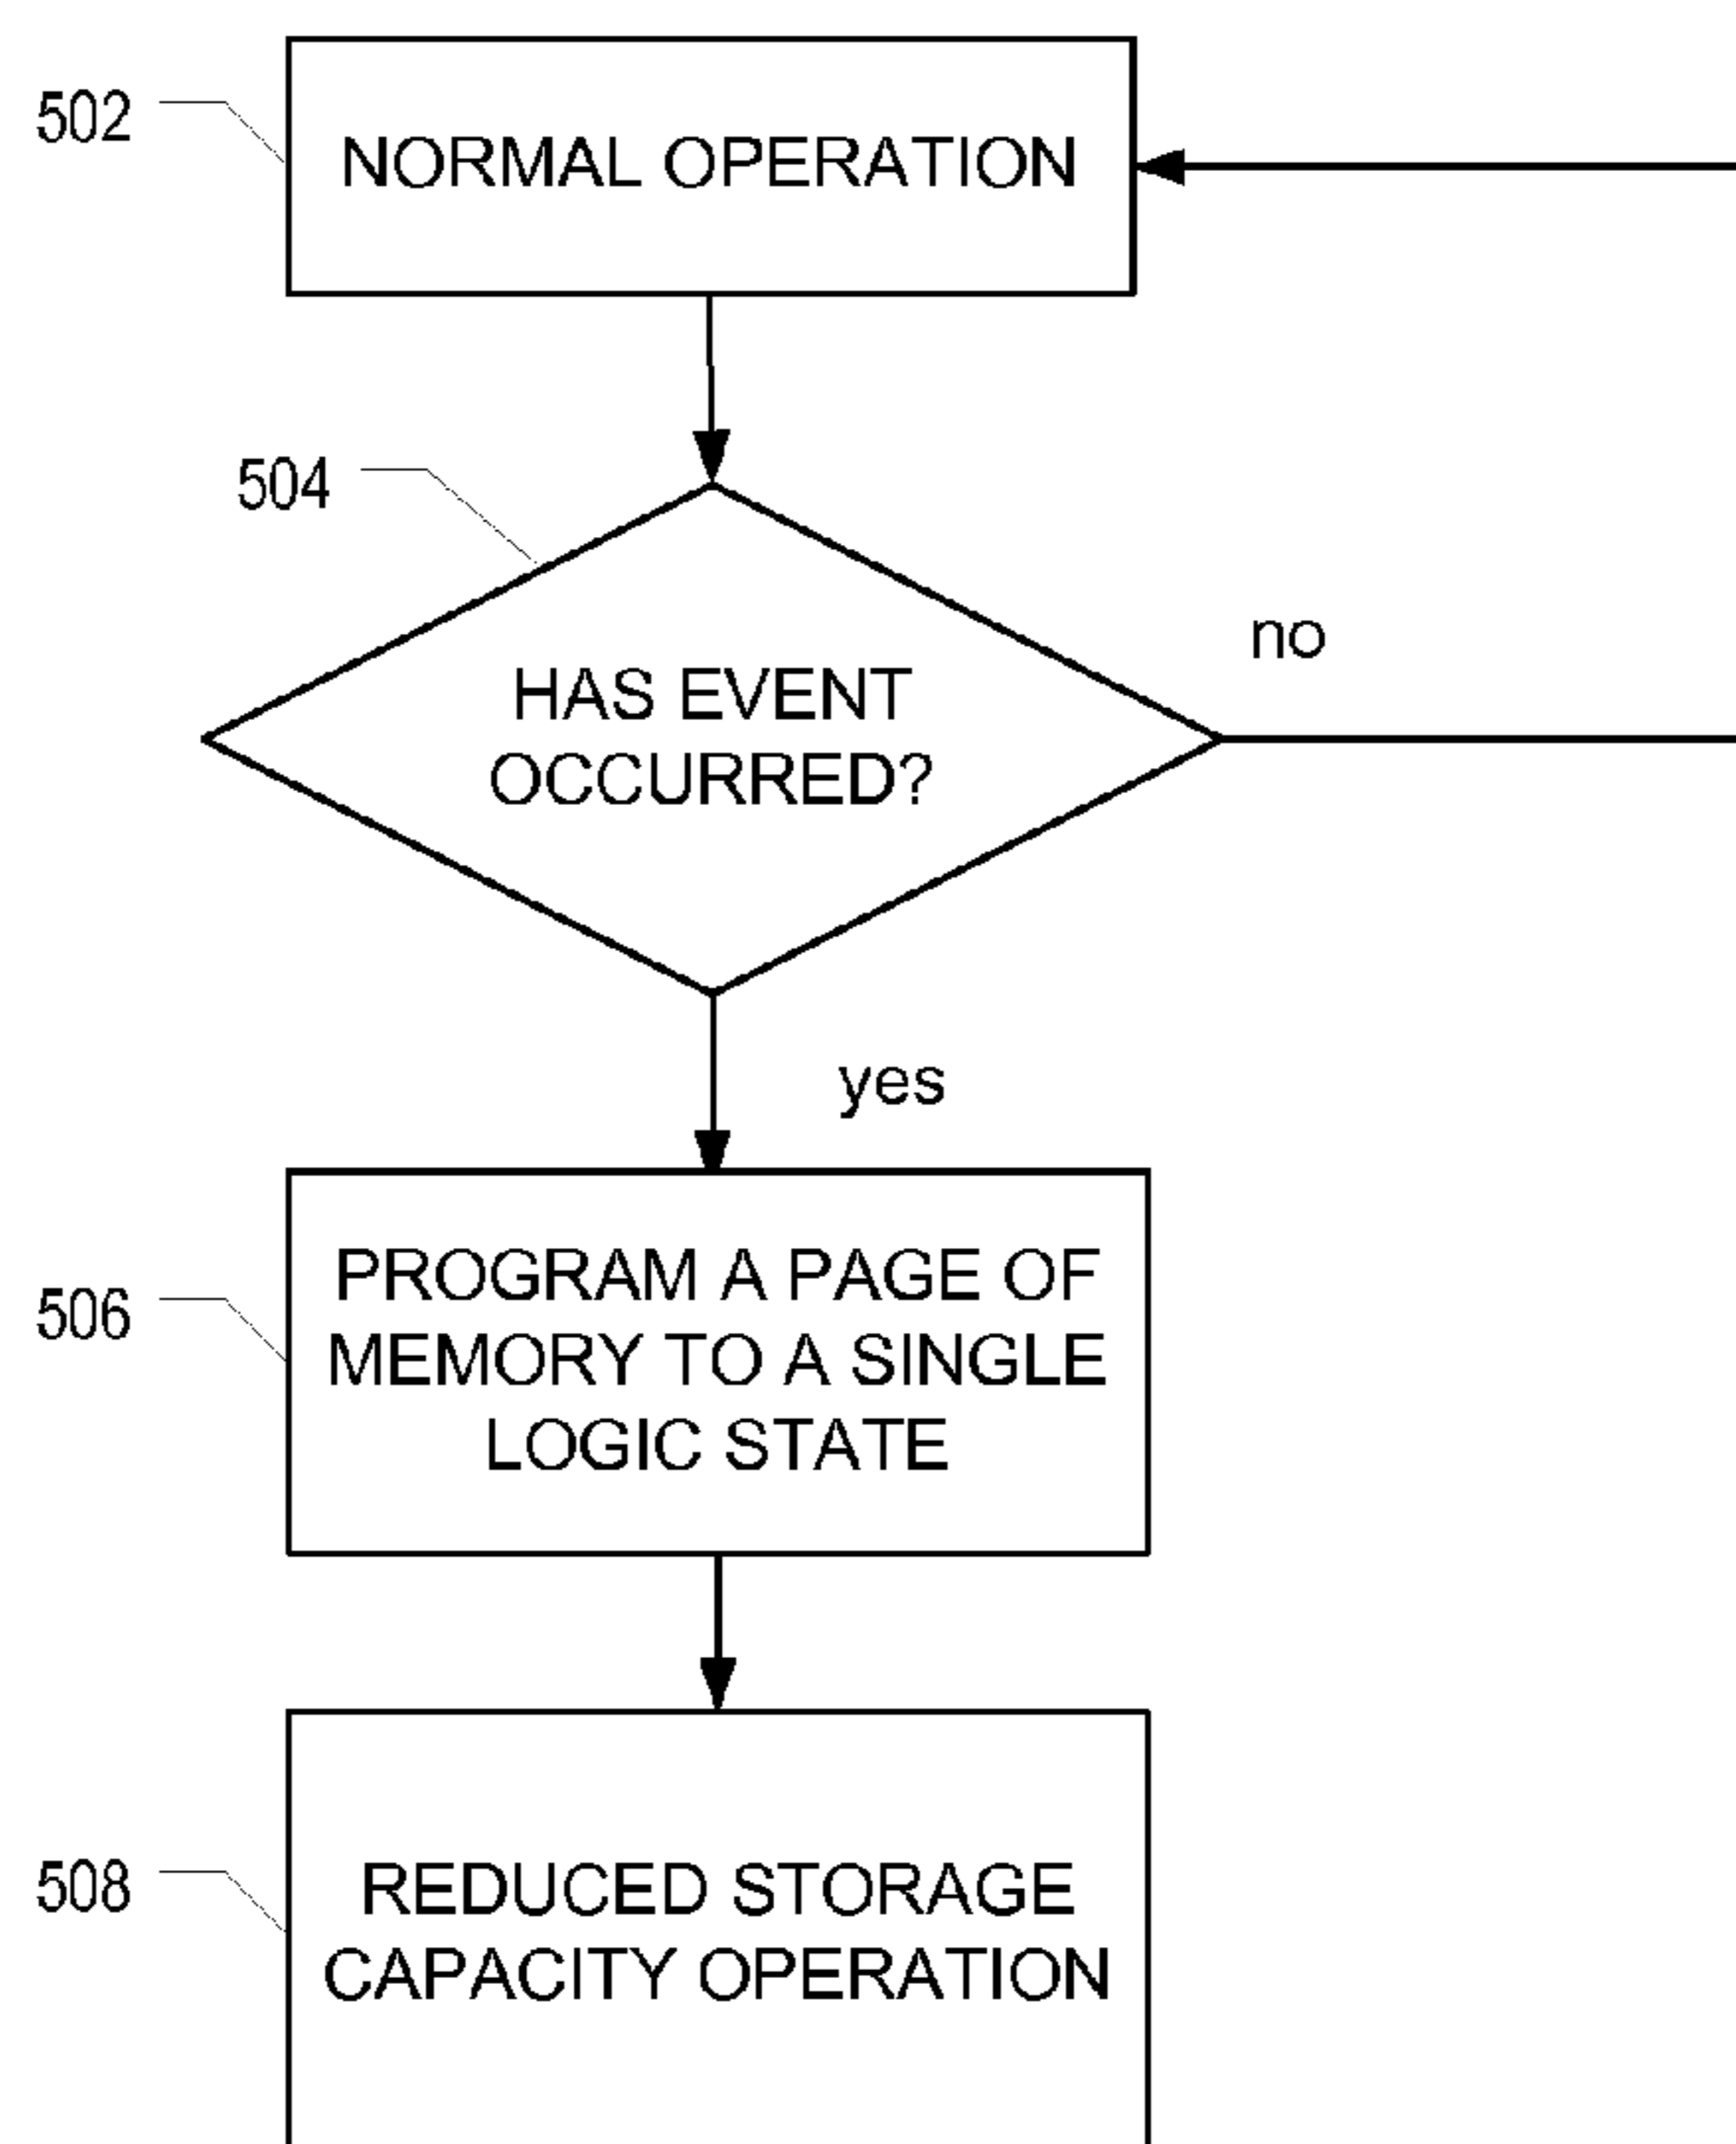 502
NORMAL OPERATION
504
HAS EVENT
OCCURRED?
no
yes
506
PROGRAM A PAGE OF
MEMORY TO A SINGLE
LOGIC STATE
508
REDUCED STORAGE
CAPACITY OPERATION